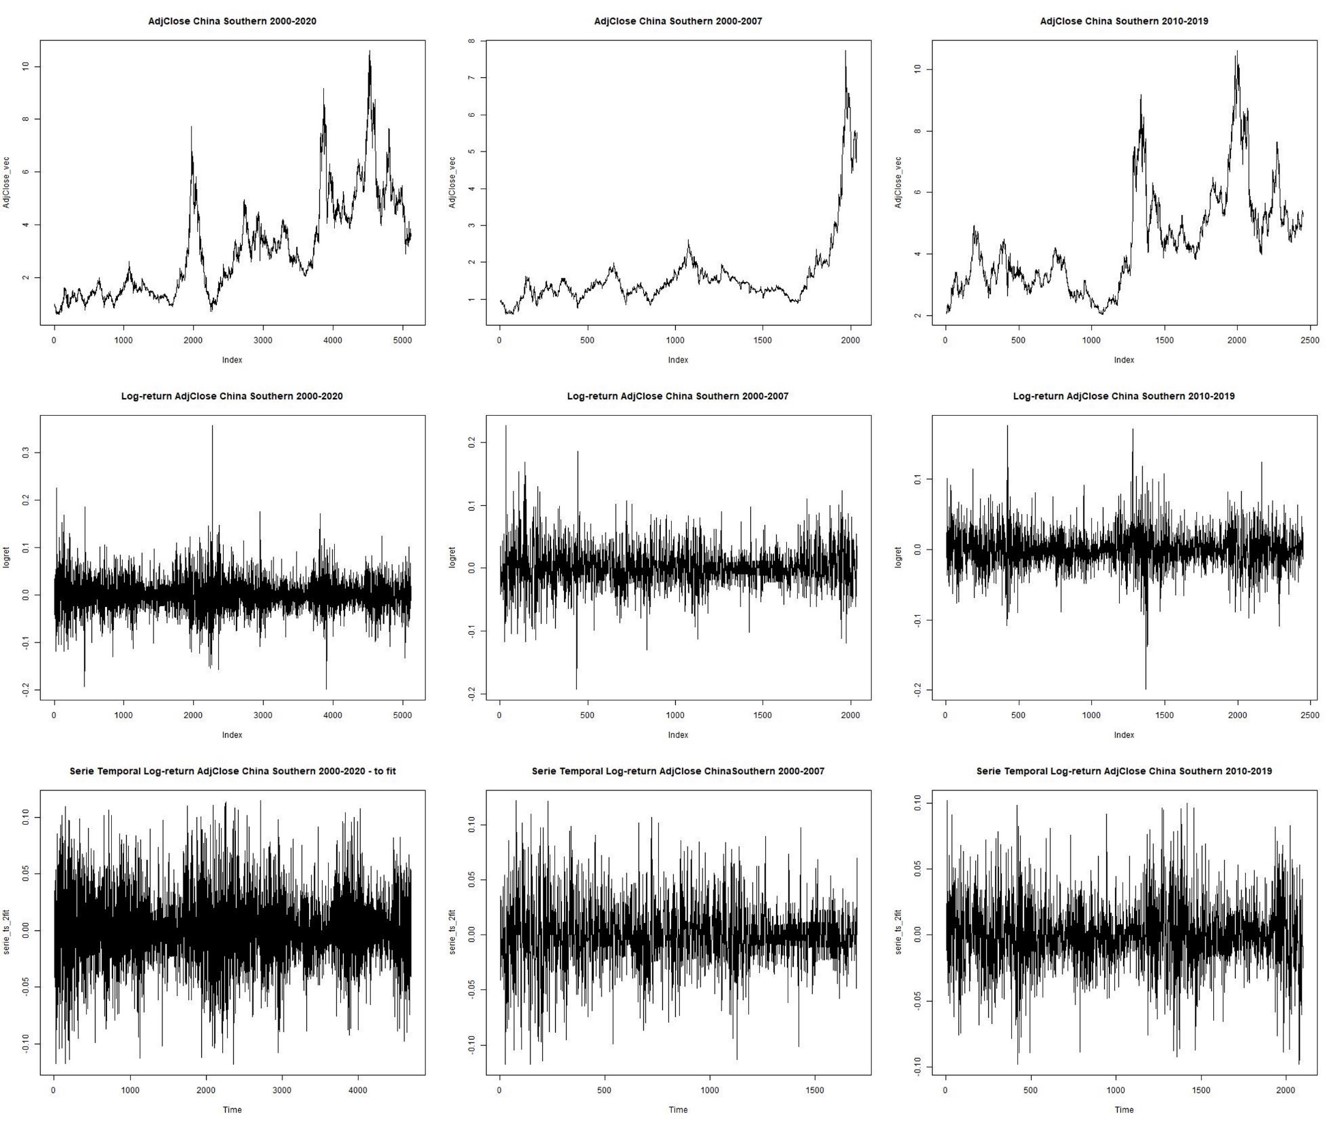 AdjClose China Southern 2000-2020
AdjClose China Southern 2000-2007
AdjClose China Southern 2010-2019
AdjClose_vec
2 4 6 8 10
0 1000 2000 3000 4000 5000
Index
AdjClose_vec
1 2 3 4 5 6 7 8
0 500 1000 1500 2000
Index
AdjClose_vec
2 4 6 8 10
0 500 1000 1500 2000 2500
Index
Log-return AdjClose China Southern 2000-2020
Log-return AdjClose China Southern 2000-2007
Log-return AdjClose China Southern 2010-2019
logret
-0.2 -0.1 0.0 0.1 0.2 0.3
0 1000 2000 3000 4000 5000
Index
logret
-0.2 -0.1 0.0 0.1 0.2
0 500 1000 1500 2000
Index
logret
-0.2 -0.1 0.0 0.1
0 500 1000 1500 2000 2500
Index
Serie Temporal Log-return AdjClose China Southern 2000-2020 - to fit
Serie Temporal Log-return AdjClose ChinaSouthern 2000-2007
Serie Temporal Log-return AdjClose China Southern 2010-2019
serie_ts_2fit
-0.10 -0.05 0.00 0.05 0.10
0 1000 2000 3000 4000
Time
serie_ts_2fit
-0.10 -0.05 0.00 0.05 0.10
0 500 1000 1500
Time
serie_ts_2fit
-0.10 -0.05 0.00 0.05 0.10
0 500 1000 1500 2000
Time